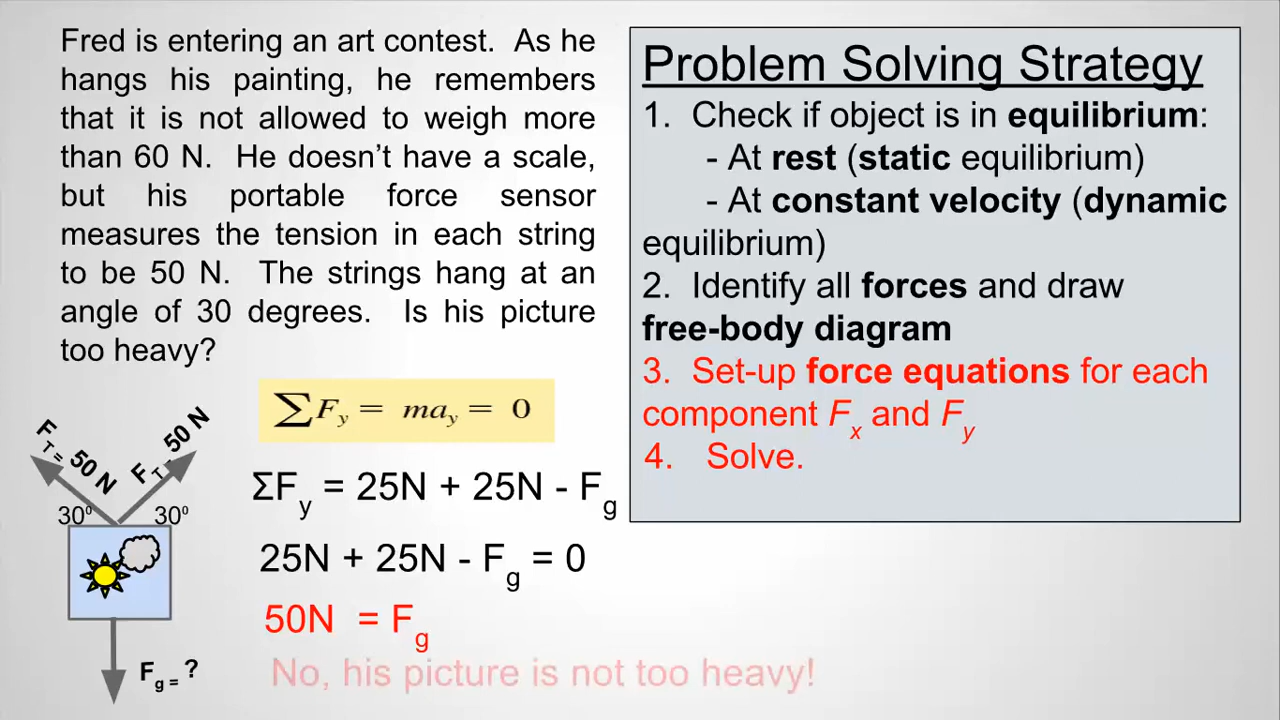 Fred is entering an art contest. As he
hangs his painting, he remembers
that it is not allowed to weigh more
than 60 N. He doesn’t have a scale,
but his portable force sensor
measures the tension in each string
to be 50 N. The strings hang at an
angle of 30 degrees. Is his picture
too heavy?
∑Fy = may = 0
ΣFy = 25N + 25N - Fg
25N + 25N - Fg = 0
50N = Fg
No, his picture is not too heavy!
FT = 50 N
FT = 50 N
30⁰
30⁰
Fg = ?
Problem Solving Strategy
1. Check if object is in equilibrium:
- At rest (static equilibrium)
- At constant velocity (dynamic
equilibrium)
2. Identify all forces and draw
free-body diagram
3. Set-up force equations for each
component Fx and Fy
4. Solve.